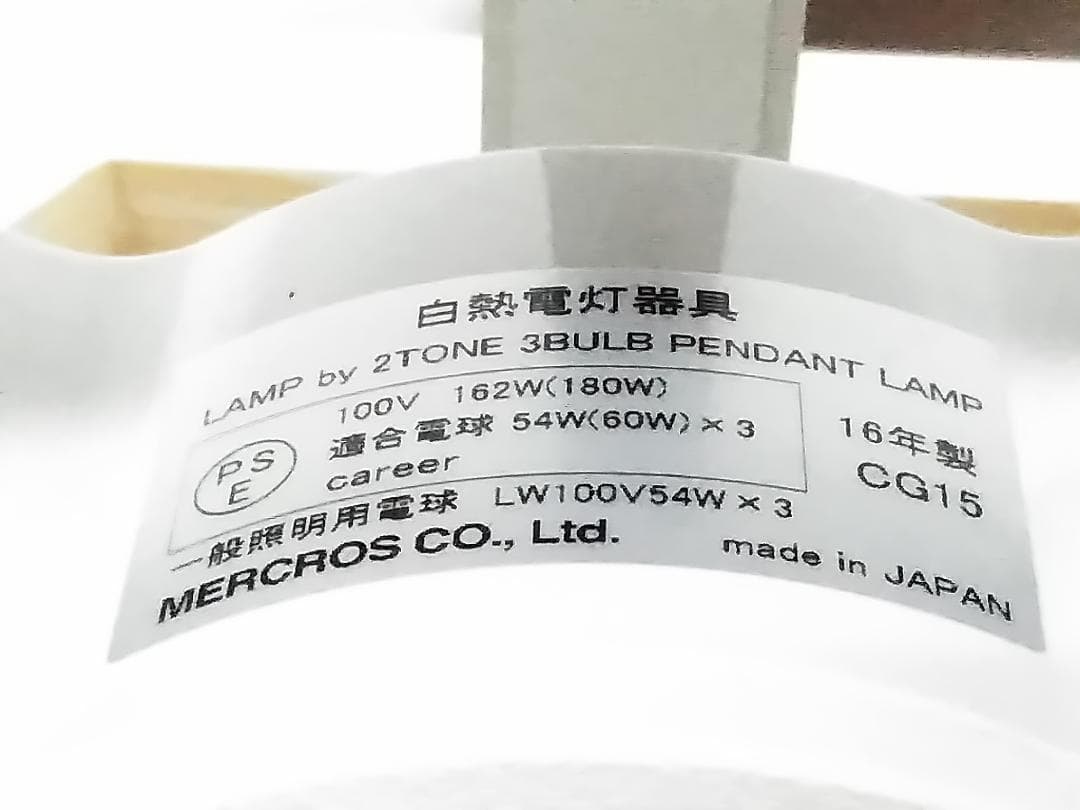 白熱電灯器具
LAMP by 2TONE 3BULB PENDANT LAMP
100V 162W(180W)
適合電球 54W(60W)×3
career
PS
E
16年製
CG15
一般照明用電球 LW100V54W×3
MERCROS CO., Ltd.
made in JAPAN